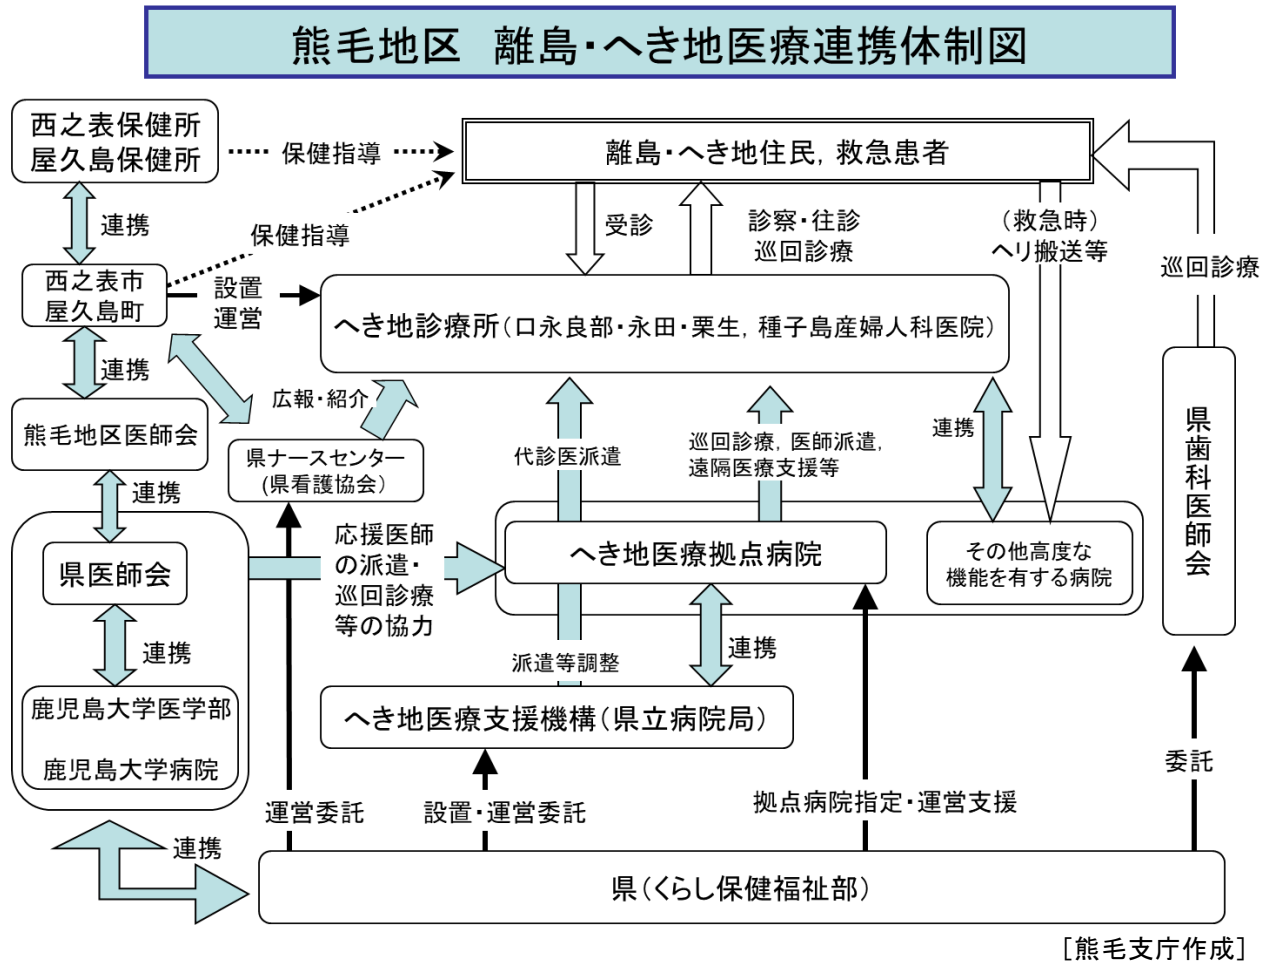 熊毛地区　離島・へき地医療連携体制図
西之表保健所
屋久島保健所
保健指導
離島・へき地住民，救急患者
連携
保健指導
受診
診察・往診
巡回診療
（救急時）
ヘリ搬送等
巡回診療
西之表市
屋久島町
設置
運営
へき地診療所（口永良部・永田・栗生，種子島産婦人科医院）
連携
広報・紹介
熊毛地区医師会
県ナースセンター
（県看護協会）
代診医派遣
巡回診療，医師派遣，
遠隔医療支援等
連携
県歯科医師会
連携
県医師会
応援医師
の派遣・
巡回診療
等の協力
へき地医療拠点病院
その他高度な
機能を有する病院
連携
派遣等調整
連携
鹿児島大学医学部
鹿児島大学病院
へき地医療支援機構（県立病院局）
運営委託
設置・運営委託
拠点病院指定・運営支援
委託
連携
県（くらし保健福祉部）
［熊毛支庁作成］